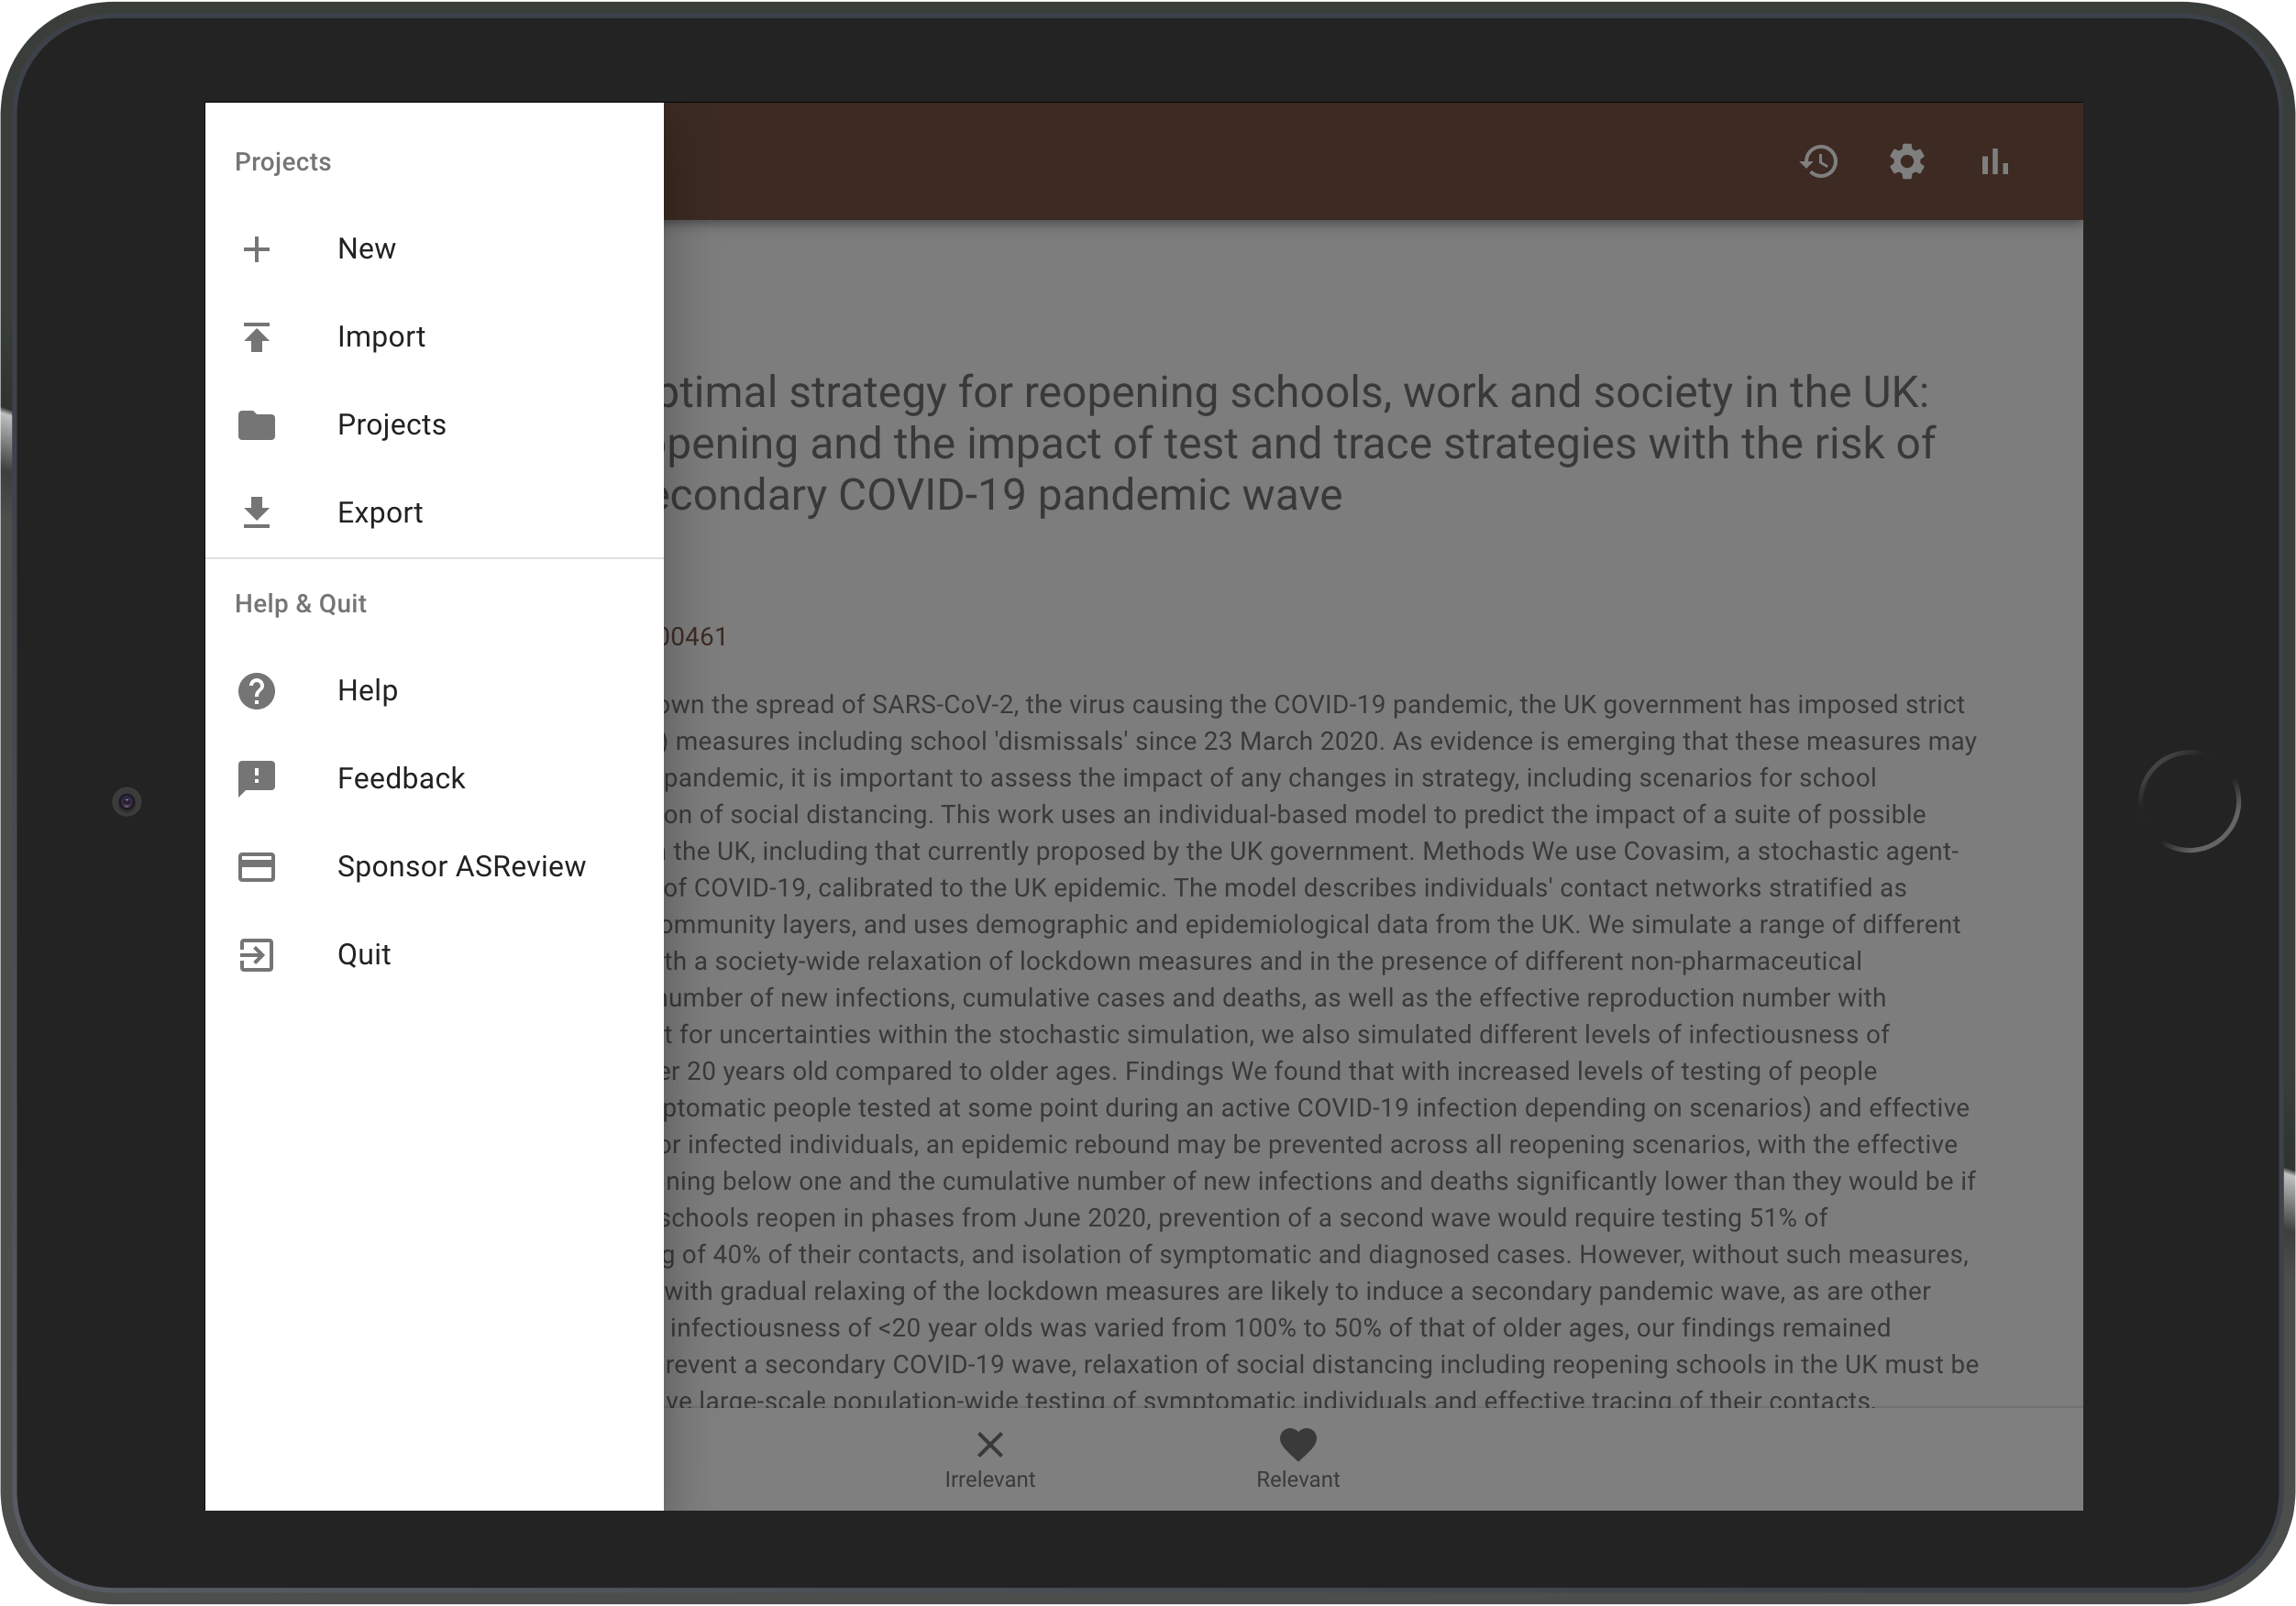 Projects
New
Import
Projects
Export
Help & Quit
Help
Feedback
Sponsor ASReview
Quit
strategy for reopening schools, work and society in the UK:
and the impact of test and trace strategies with the risk of
COVID-19 pandemic wave
00461
the spread of SARS-CoV-2, the virus causing the COVID-19 pandemic, the UK government has imposed strict
) measures including school 'dismissals' since 23 March 2020. As evidence is emerging that these measures may
pandemic, it is important to assess the impact of any changes in strategy, including scenarios for school
of social distancing. This work uses an individual-based model to predict the impact of a suite of possible
the UK, including that currently proposed by the UK government. Methods We use Covasim, a stochastic agent-
of COVID-19, calibrated to the UK epidemic. The model describes individuals' contact networks stratified as
layers, and uses demographic and epidemiological data from the UK. We simulate a range of different
a society-wide relaxation of lockdown measures and in the presence of different non-pharmaceutical
of new infections, cumulative cases and deaths, as well as the effective reproduction number with
for uncertainties within the stochastic simulation, we also simulated different levels of infectiousness of
20 years old compared to older ages. Findings We found that with increased levels of testing of people
people tested at some point during an active COVID-19 infection depending on scenarios) and effective
infected individuals, an epidemic rebound may be prevented across all reopening scenarios, with the effective
below one and the cumulative number of new infections and deaths significantly lower than they would be if
schools reopen in phases from June 2020, prevention of a second wave would require testing 51% of
of 40% of their contacts, and isolation of symptomatic and diagnosed cases. However, without such measures,
with gradual relaxing of the lockdown measures are likely to induce a secondary pandemic wave, as are other
infectiousness of <20 year olds was varied from 100% to 50% of that of older ages, our findings remained
a secondary COVID-19 wave, relaxation of social distancing including reopening schools in the UK must be
large-scale population-wide testing of symptomatic individuals and effective tracing of their contacts,
Irrelevant
Relevant